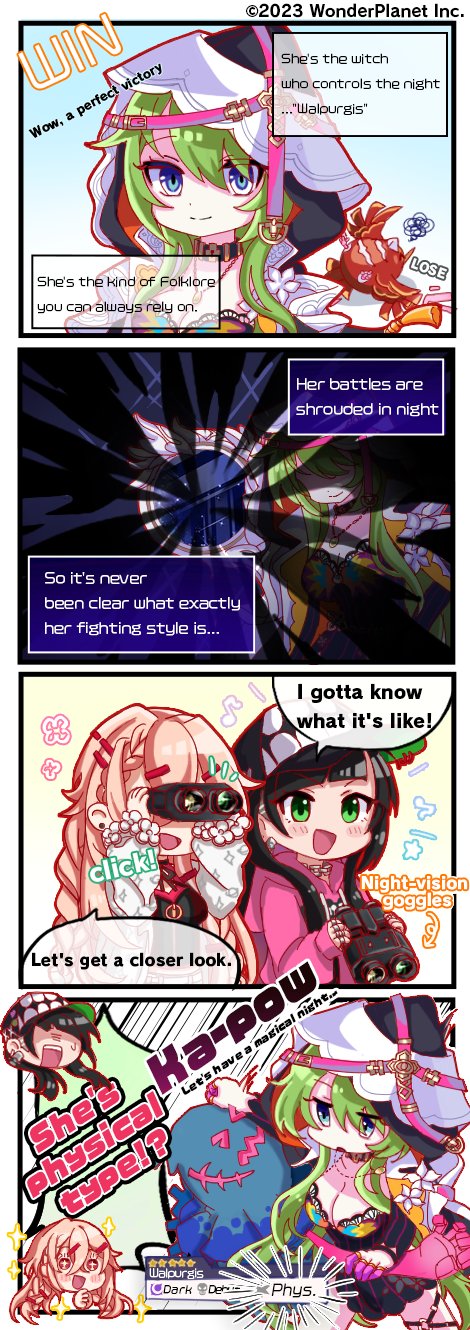 ©2023 WonderPlanet Inc.
WIN
Wow, a perfect victory
She's the witch
who controls the night
..."Walpurgis"
LOSE
She's the kind of Folklore
you can always rely on.
Her battles are
shrouded in night
So it's never
been clear what exactly
her fighting style is...
I gotta know
what it's like!
click!
Night-vision
goggles
Let's get a closer look.
Ka-pow
Let's have a magical night...
She's
physical
type!?
Walpurgis
Dark
Phys.